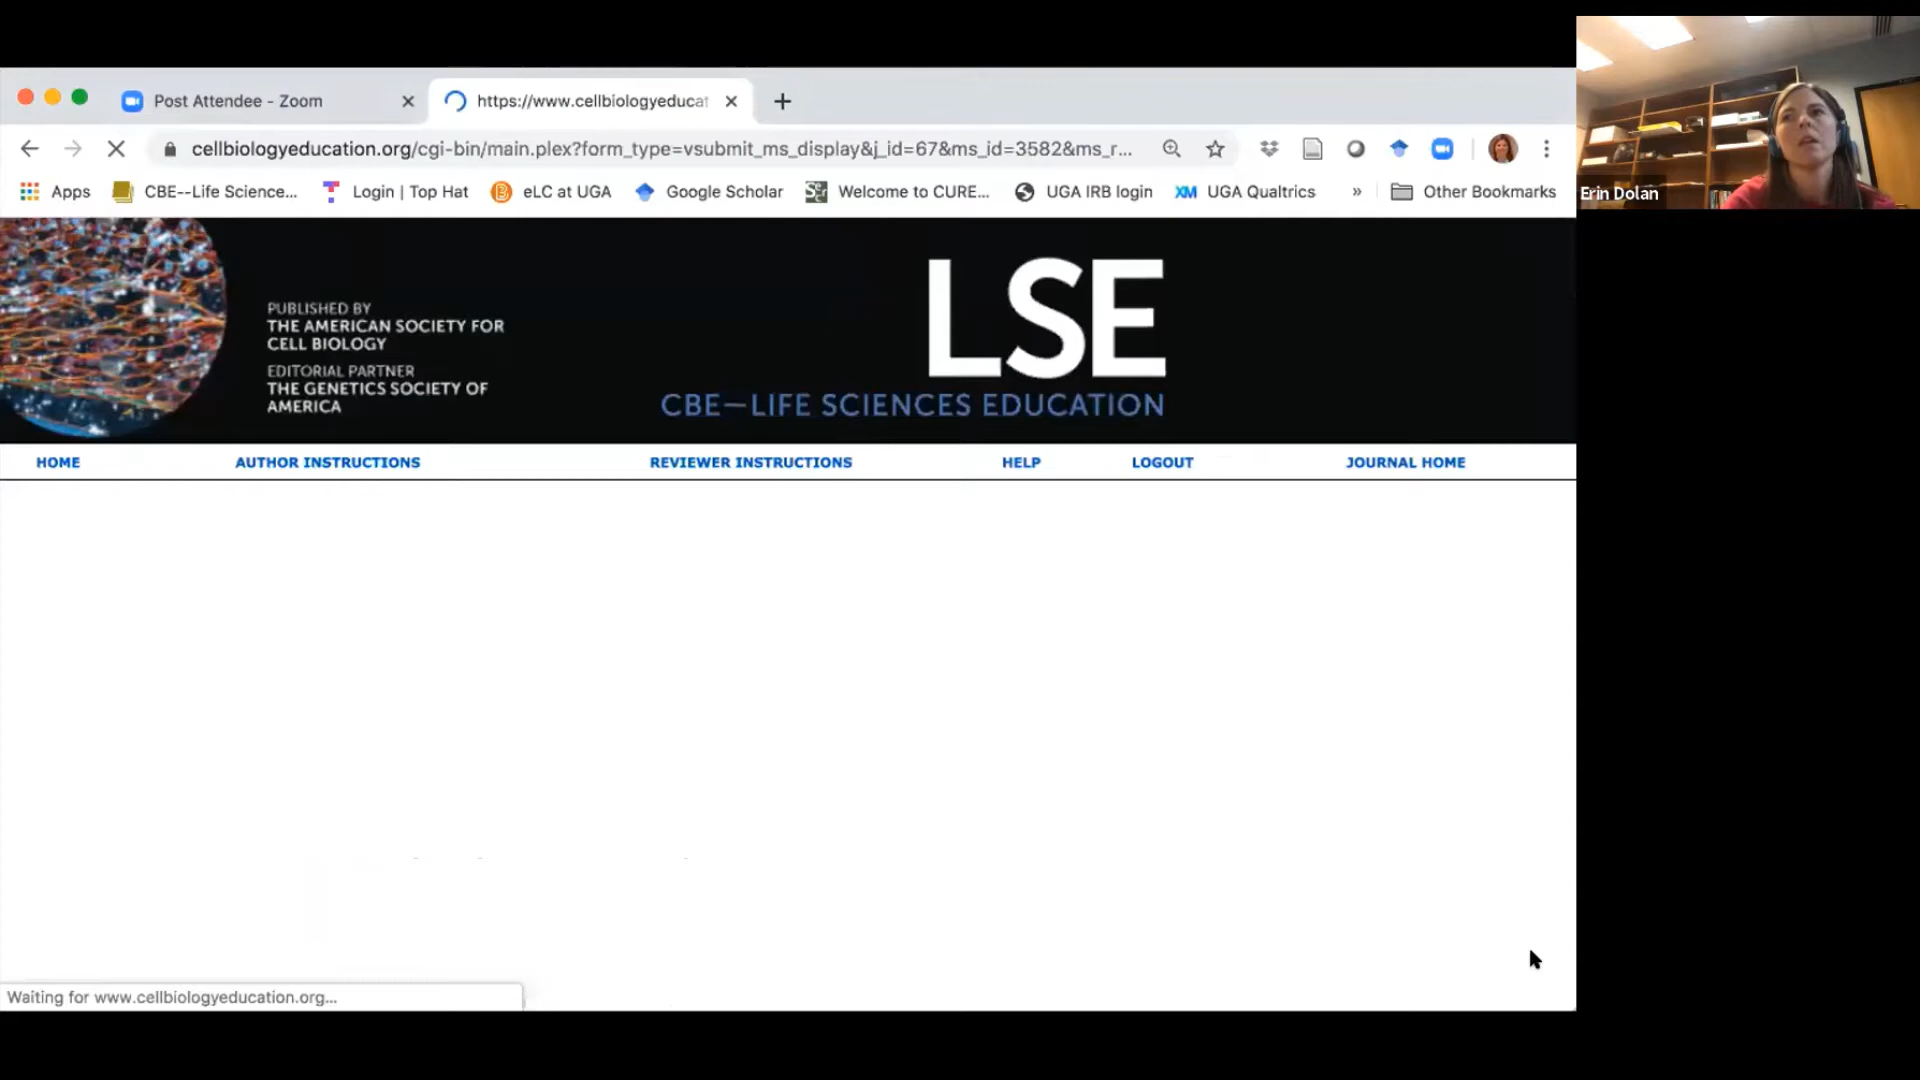 Post Attendee - Zoom
https://www.cellbiologyeducat
cellbiologyeducation.org/cgi-bin/main.plex?form_type=vsubmit_ms_display&j_id=67&ms_id=3582&ms_r...
Apps
CBE--Life Science...
Login | Top Hat
eLC at UGA
Google Scholar
Welcome to CURE...
UGA IRB login
XM UGA Qualtrics
»
Other Bookmarks
Erin Dolan
PUBLISHED BY
THE AMERICAN SOCIETY FOR
CELL BIOLOGY
EDITORIAL PARTNER
THE GENETICS SOCIETY OF
AMERICA
LSE
CBE—LIFE SCIENCES EDUCATION
HOME
AUTHOR INSTRUCTIONS
REVIEWER INSTRUCTIONS
HELP
LOGOUT
JOURNAL HOME
Waiting for www.cellbiologyeducation.org...